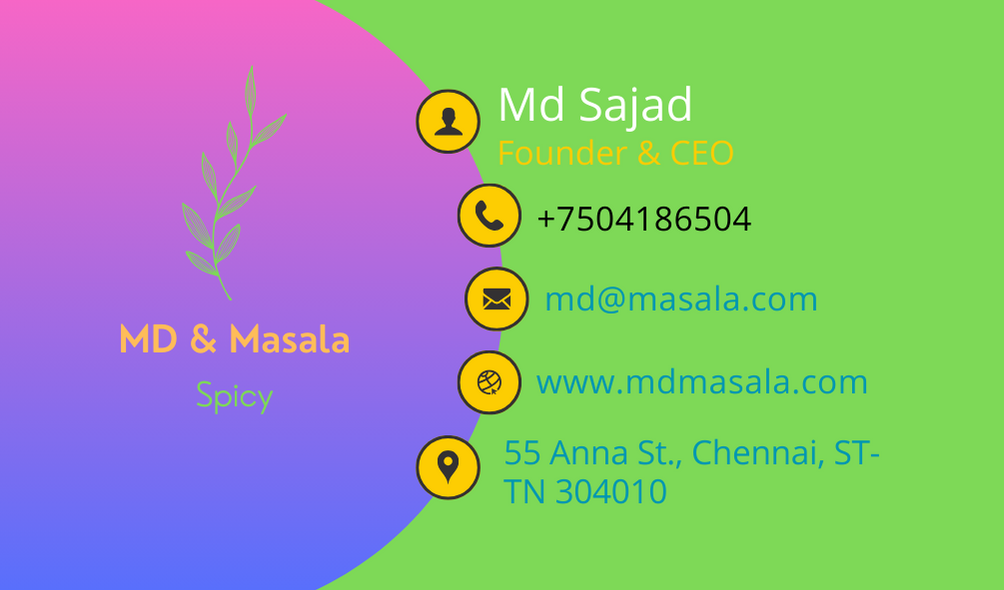 MD & Masala
Spicy
Md Sajad
Founder & CEO
+7504186504
md@masala.com
www.mdmasala.com
55 Anna St., Chennai, ST-
TN 304010